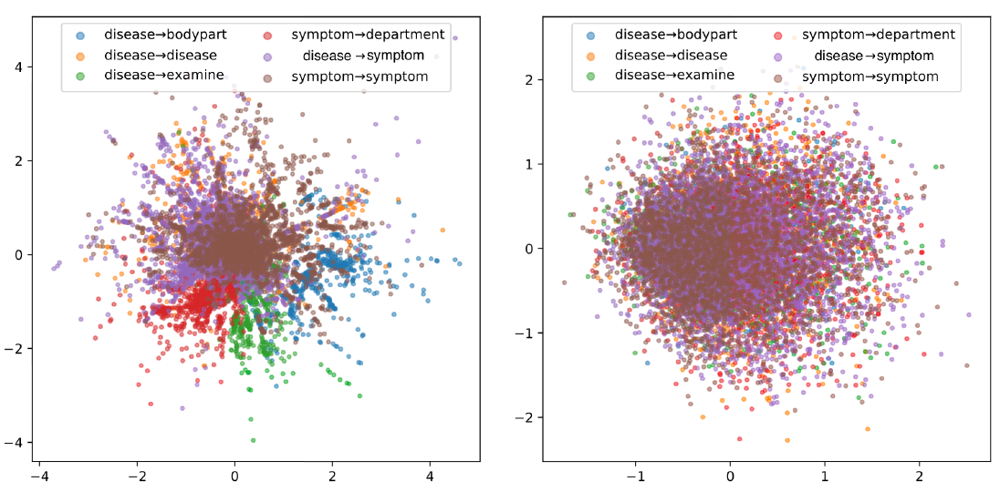 disease→bodypart symptom→department
disease→disease disease →symptom
disease→examine symptom→symptom
4
2
0
−2
−4
−4 −2 0 2 4
disease→bodypart symptom→department
disease→disease disease →symptom
disease→examine symptom→symptom
2
1
0
−1
−2
−1 0 1 2